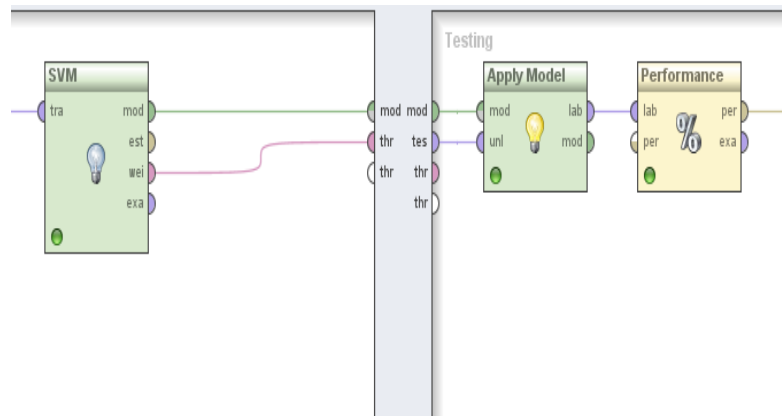 Testing
SVM
tra
mod
est
wei
exa
mod
thr
thr
mod
tes
thr
thr
Apply Model
mod
unl
lab
mod
Performance
%
lab
per
per
exa